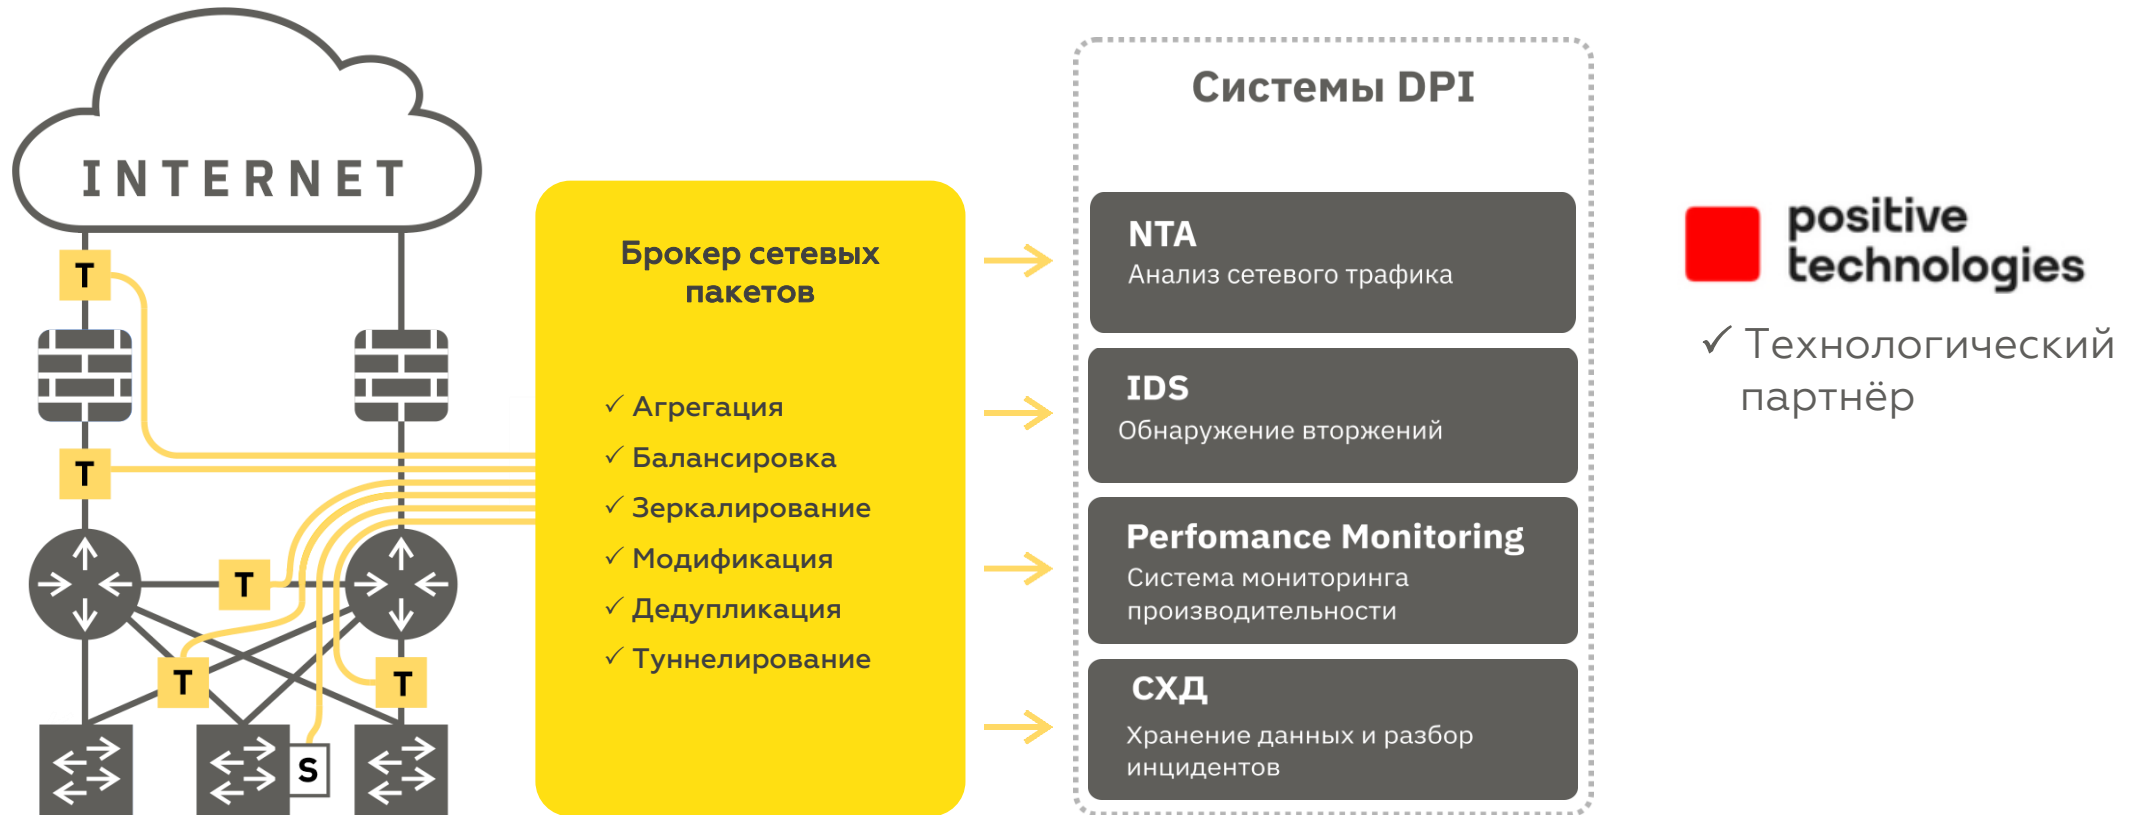 INTERNET
T
T
T
T
T
S
Брокер сетевых
пакетов
✓ Агрегация
✓ Балансировка
✓ Зеркалирование
✓ Модификация
✓ Дедупликация
✓ Туннелирование
Системы DPI
NTA
Анализ сетевого трафика
IDS
Обнаружение вторжений
Perfomance Monitoring
Система мониторинга
производительности
СХД
Хранение данных и разбор
инцидентов
positive
technologies
✓ Технологический
партнёр